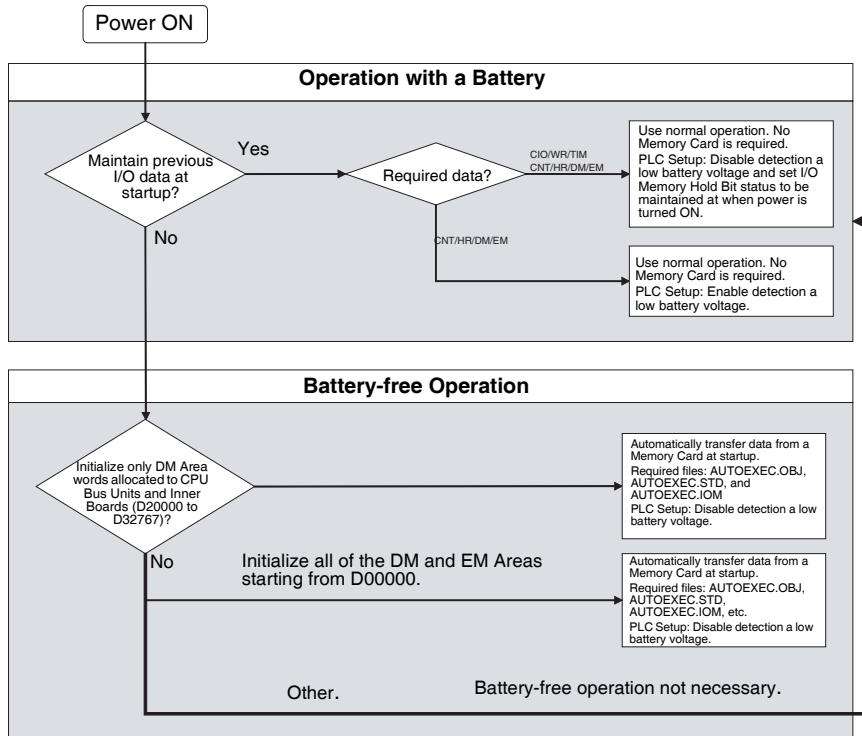 Power ON
Operation with a Battery
Maintain previous
I/O data at
startup?
Yes
No
Required data?
CIO/WR/TIM
CNT/HR/DM/EM
CNT/HR/DM/EM
Use normal operation. No
Memory Card is required.
PLC Setup: Disable detection a
low battery voltage and set I/O
Memory Hold Bit status to be
maintained at when power is
turned ON.
Use normal operation. No
Memory Card is required.
PLC Setup: Enable detection a
low battery voltage.
Battery-free Operation
Initialize only DM Area
words allocated to CPU
Bus Units and Inner
Boards (D20000 to
D32767)?
No
Automatically transfer data from a
Memory Card at startup.
Required files: AUTOEXEC.OBJ,
AUTOEXEC.STD, and
AUTOEXEC.IOM
PLC Setup: Disable detection a low
battery voltage.
Initialize all of the DM and EM Areas
starting from D00000.
Automatically transfer data from a
Memory Card at startup.
Required files: AUTOEXEC.OBJ,
AUTOEXEC.STD,
AUTOEXEC.IOM, etc.
PLC Setup: Disable detection a low
battery voltage.
Other.
Battery-free operation not necessary.